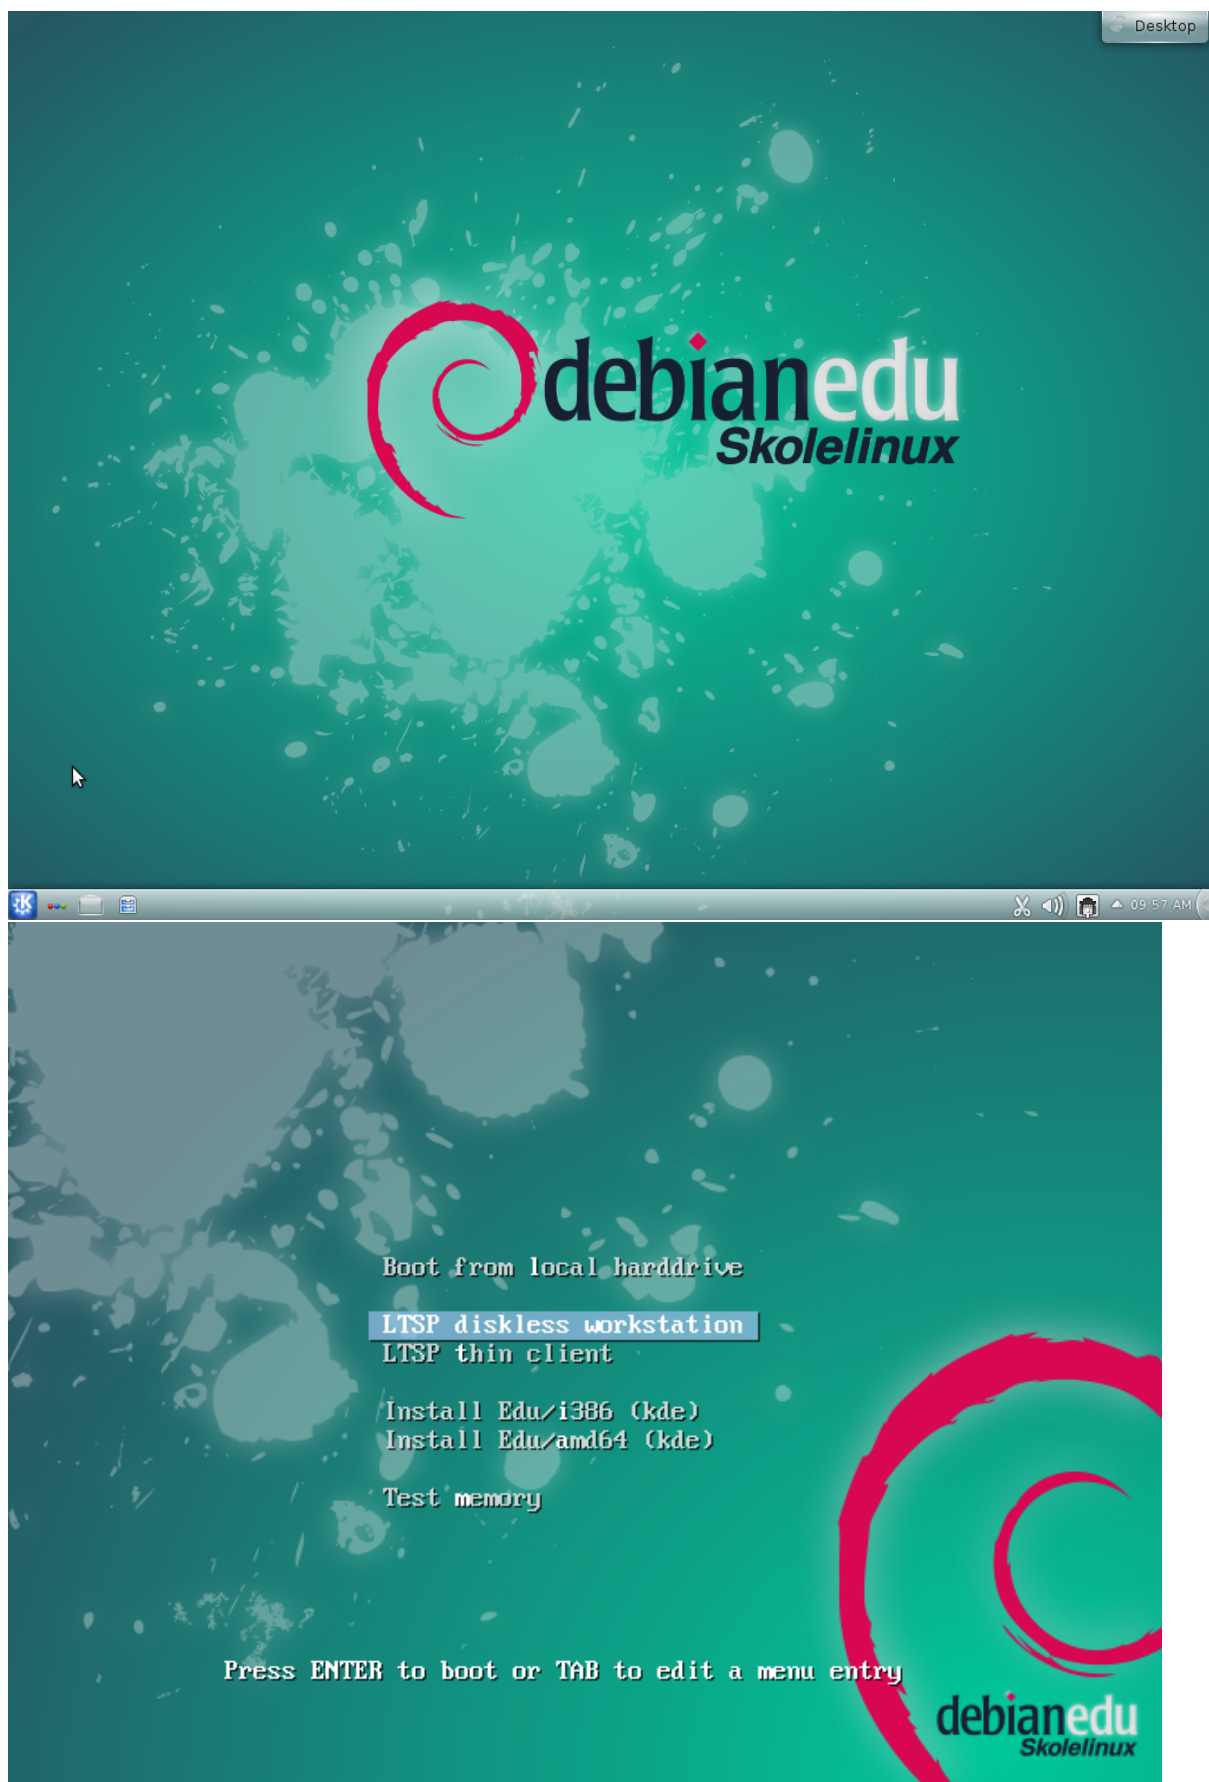 Desktop
debianedu
Skolelinux
09:57 AM
Boot from local harddrive
LTSP diskless workstation
LTSP thin client
Install Edu/i386 (kde)
Install Edu/amd64 (kde)
Test memory
Press ENTER to boot or TAB to edit a menu entry
debianedu
Skolelinux